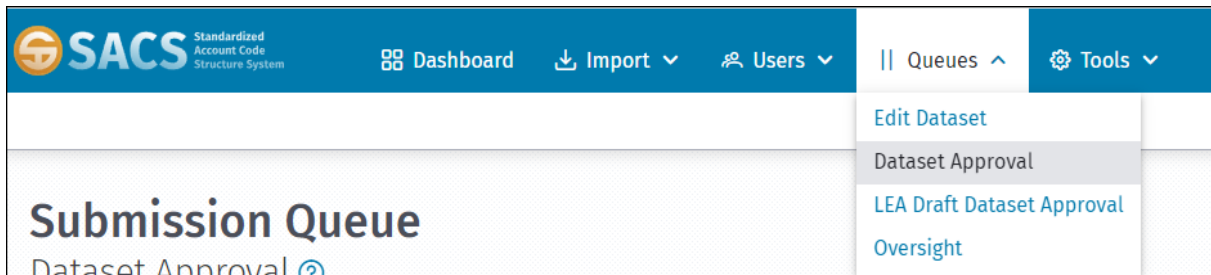 SACS Standardized
Account Code
Structure System
Dashboard Import Users Queues Tools
Edit Dataset
Dataset Approval
LEA Draft Dataset Approval
Oversight
Submission Queue
Dataset Approval